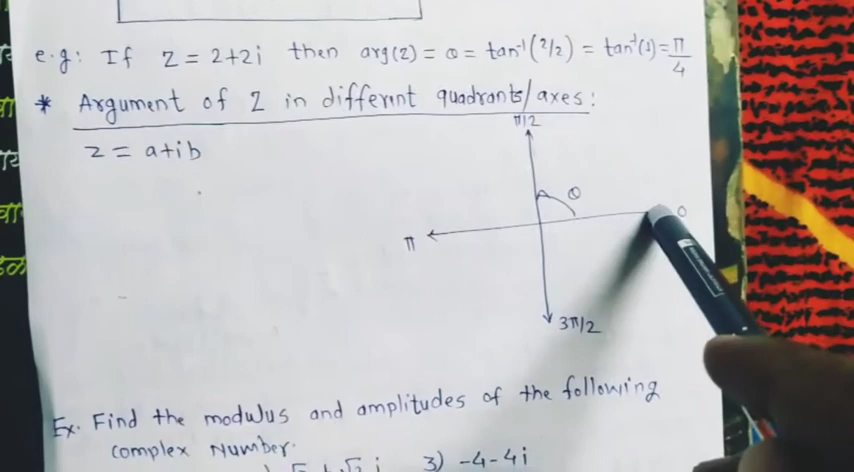 e.g: If Z = 2+2i then arg(z) = θ = tan⁻¹(2/2) = tan⁻¹(1) = π/4
* Argument of Z in different quadrants/axes:
z = a+ib
π/2
θ
0
π
3π/2
Ex. Find the modulus and amplitudes of the following
complex Number.
3) -4-4i